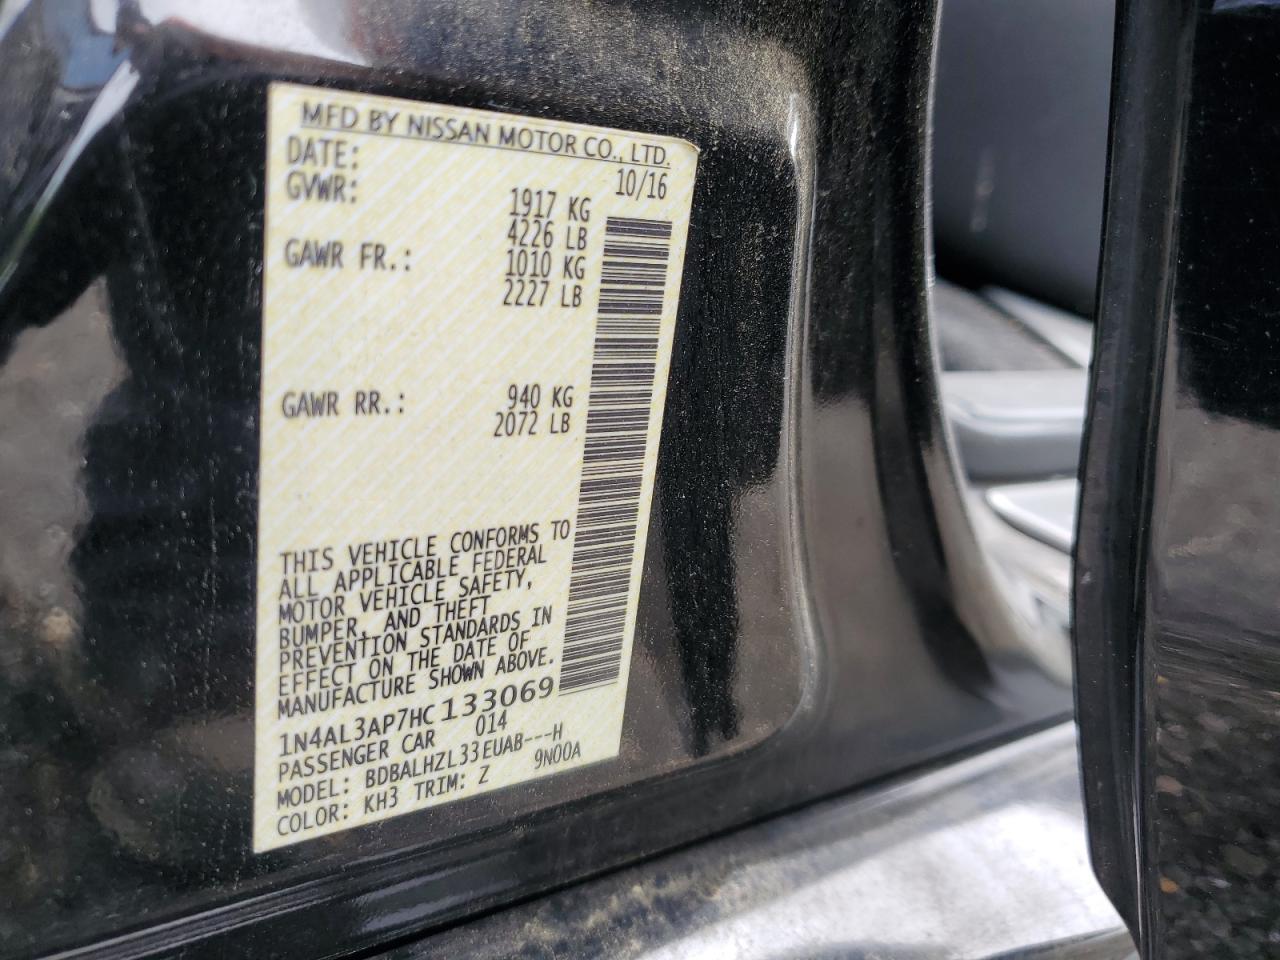 MFD BY NISSAN MOTOR CO., LTD.
DATE: 10/16
GVWR: 1917 KG
4226 LB
GAWR FR.: 1010 KG
2227 LB
GAWR RR.: 940 KG
2072 LB
THIS VEHICLE CONFORMS TO
ALL APPLICABLE FEDERAL
MOTOR VEHICLE SAFETY,
BUMPER, AND THEFT
PREVENTION STANDARDS IN
EFFECT ON THE DATE OF
MANUFACTURE SHOWN ABOVE.
1N4AL3AP7HC133069
PASSENGER CAR 014
MODEL: BDBALHZL33EUAB---H
COLOR: KH3 TRIM: Z 9N00A